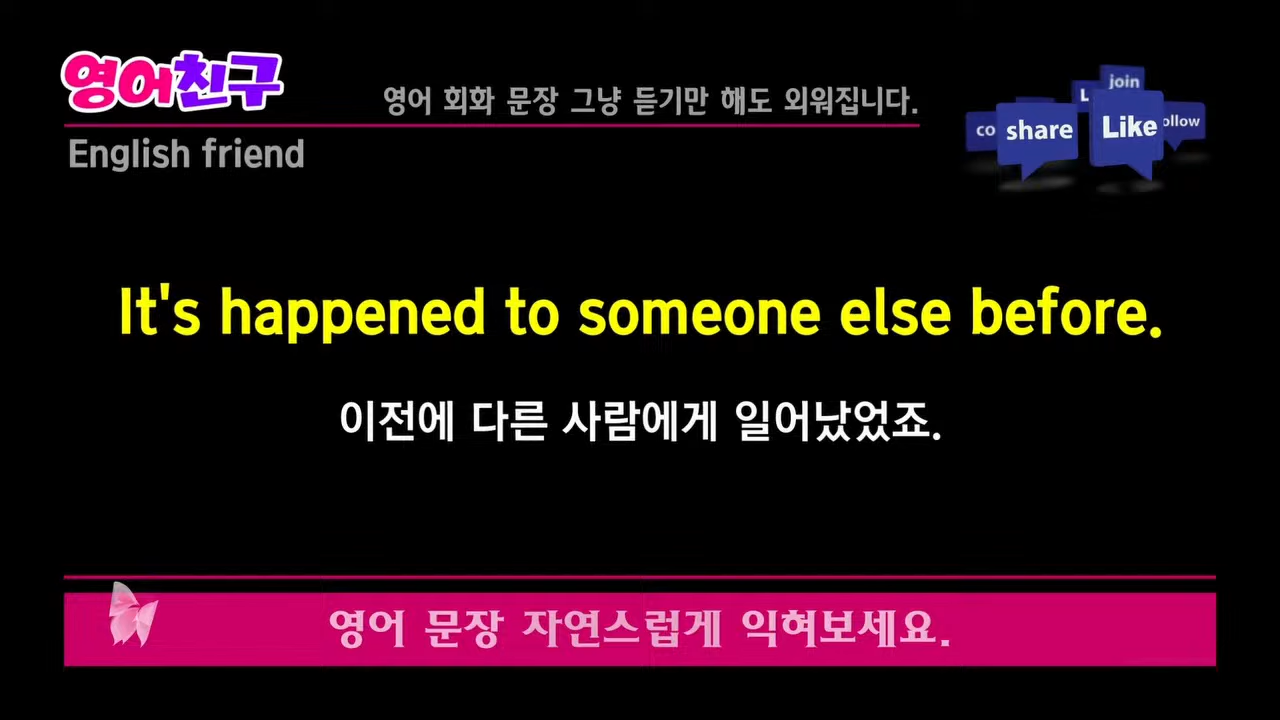 영어친구
영어 회화 문장 그냥 듣기만 해도 외워집니다.
English friend
join
share
Like
It's happened to someone else before.
이전에 다른 사람에게 일어났었죠.
영어 문장 자연스럽게 익혀보세요.